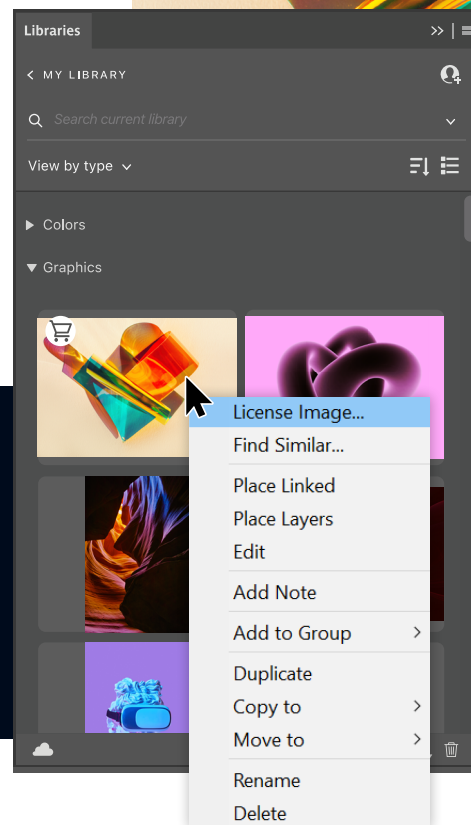 Libraries
MY LIBRARY
Search current library
View by type
Colors
Graphics
License Image...
Find Similar...
Place Linked
Place Layers
Edit
Add Note
Add to Group
Duplicate
Copy to
Move to
Rename
Delete